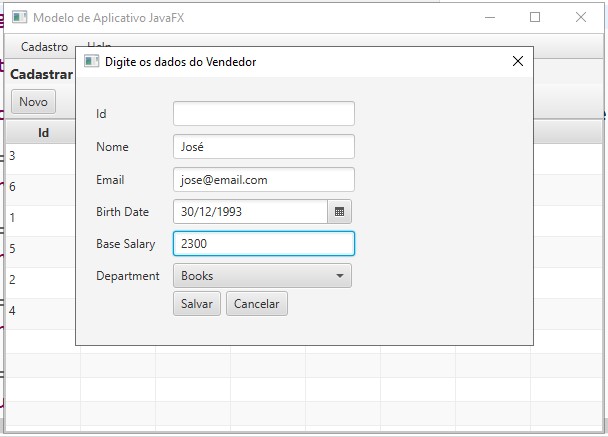 Modelo de Aplicativo JavaFX
Cadastro Help
Cadastrar
Novo
Id
3
6
1
5
2
4
Digite os dados do Vendedor
Id
Nome José
Email jose@email.com
Birth Date 30/12/1993
Base Salary 2300
Department Books
Salvar Cancelar